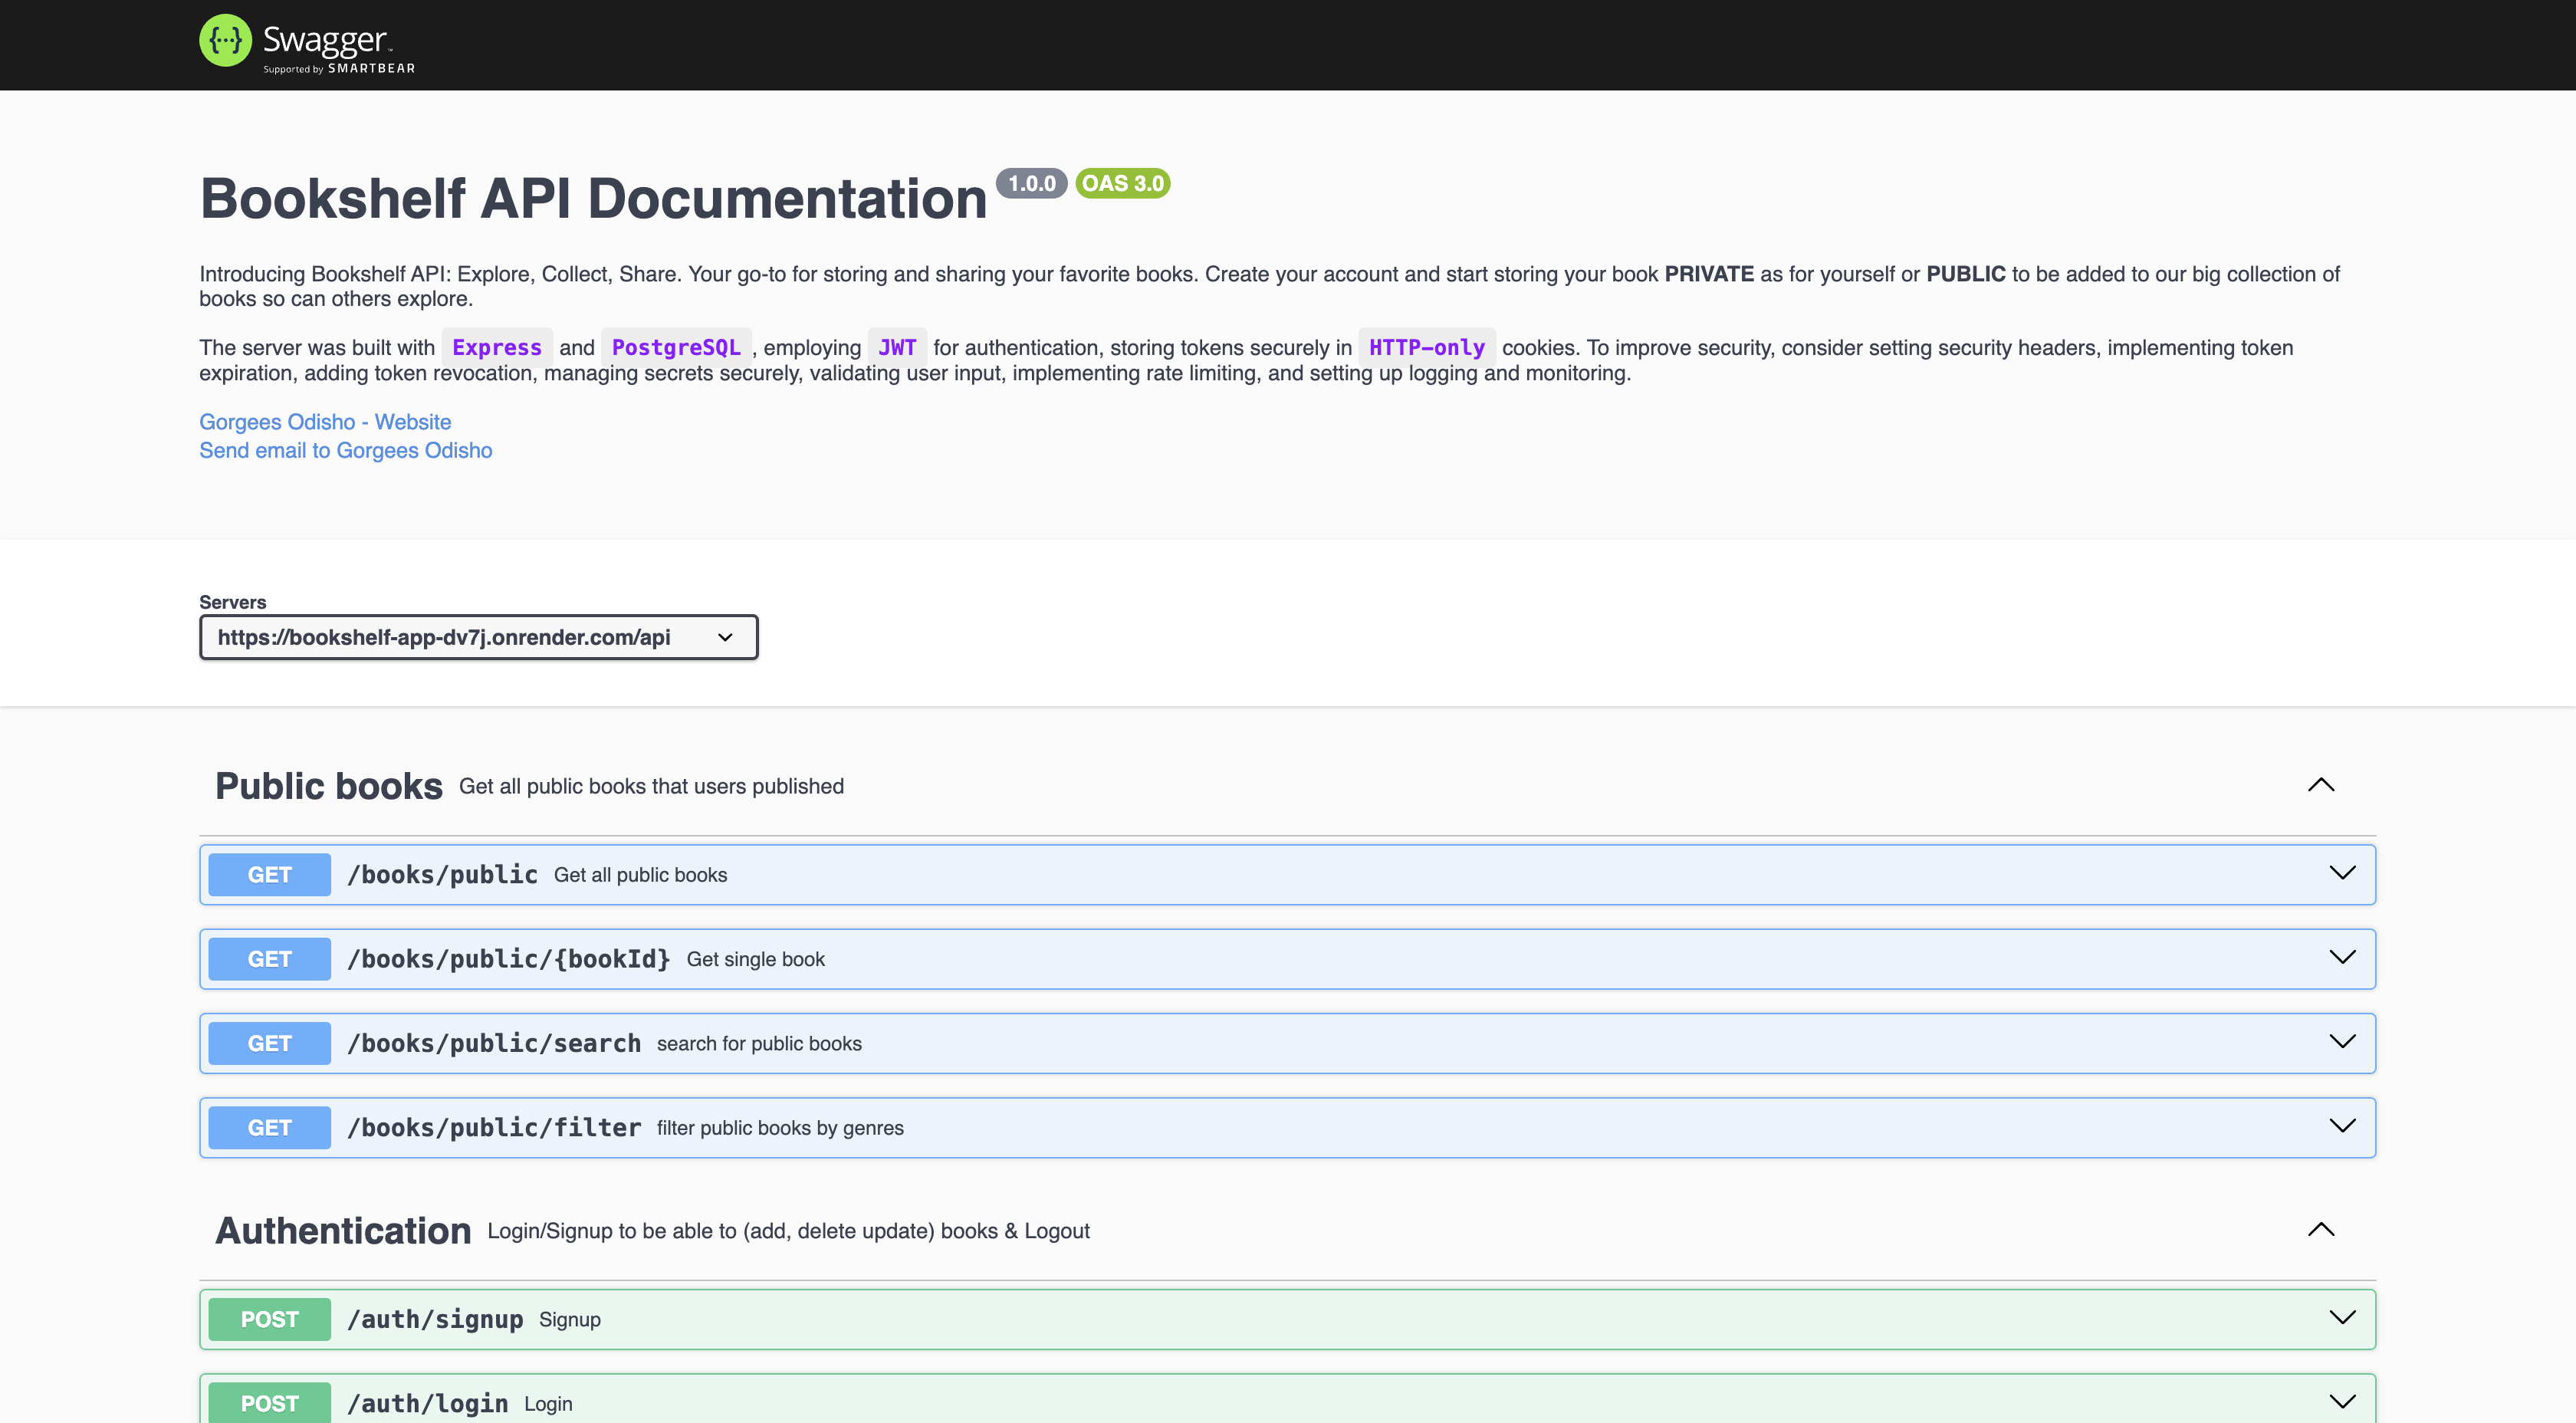 Swagger
Supported by SMARTBEAR
Bookshelf API Documentation 1.0.0 OAS 3.0
Introducing Bookshelf API: Explore, Collect, Share. Your go-to for storing and sharing your favorite books. Create your account and start storing your book PRIVATE as for yourself or PUBLIC to be added to our big collection of
books so can others explore.
The server was built with Express and PostgreSQL , employing JWT for authentication, storing tokens securely in HTTP-only cookies. To improve security, consider setting security headers, implementing token
expiration, adding token revocation, managing secrets securely, validating user input, implementing rate limiting, and setting up logging and monitoring.
Gorgees Odisho - Website
Send email to Gorgees Odisho
Servers
https://bookshelf-app-dv7j.onrender.com/api
Public books Get all public books that users published
GET /books/public Get all public books
GET /books/public/{bookId} Get single book
GET /books/public/search search for public books
GET /books/public/filter filter public books by genres
Authentication Login/Signup to be able to (add, delete update) books & Logout
POST /auth/signup Signup
POST /auth/login Login